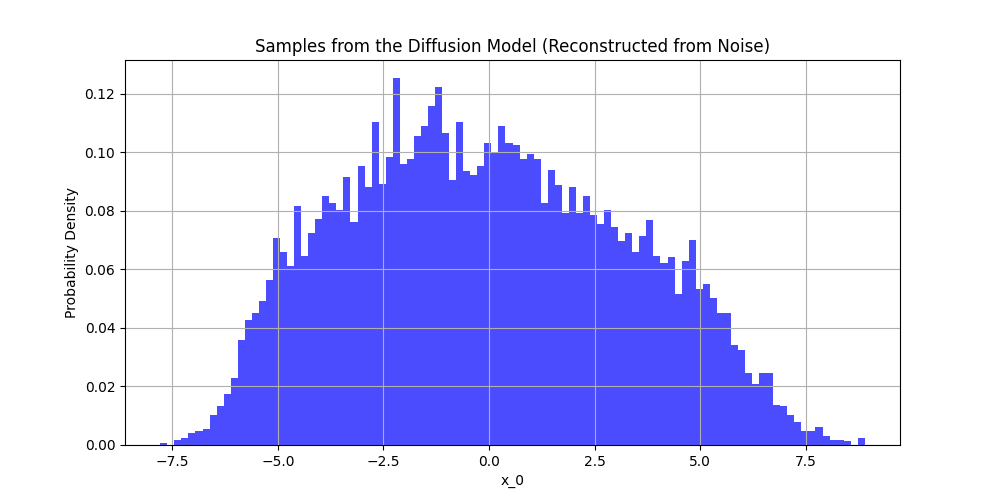 Samples from the Diffusion Model (Reconstructed from Noise)
Probability Density
0.12
0.10
0.08
0.06
0.04
0.02
0.00
−7.5 −5.0 −2.5 0.0 2.5 5.0 7.5
x_0